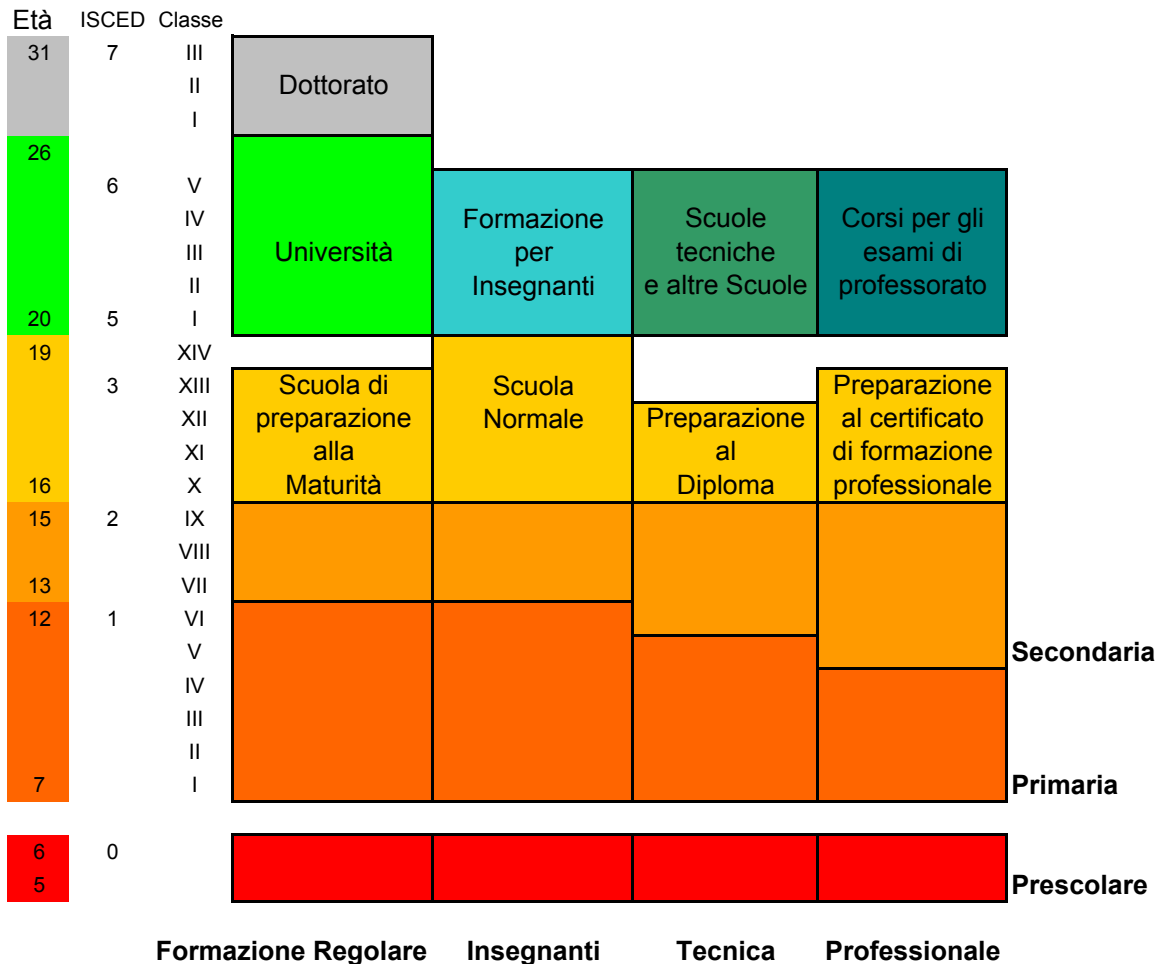 Età ISCED Classe
31 7 III
II Dottorato
I
26
6 V
IV Formazione Scuole Corsi per gli
III Università per tecniche esami di
II Insegnanti e altre Scuole professorato
20 5 I
19 XIV
3 XIII Scuola di Scuola Preparazione
XII preparazione Normale Preparazione al certificato
XI alla al di formazione
16 X Maturità Diploma professionale
15 2 IX
VIII
13 VII
12 1 VI
V Secondaria
IV
III
II
7 I Primaria
6 0
5 Prescolare
Formazione Regolare Insegnanti Tecnica Professionale